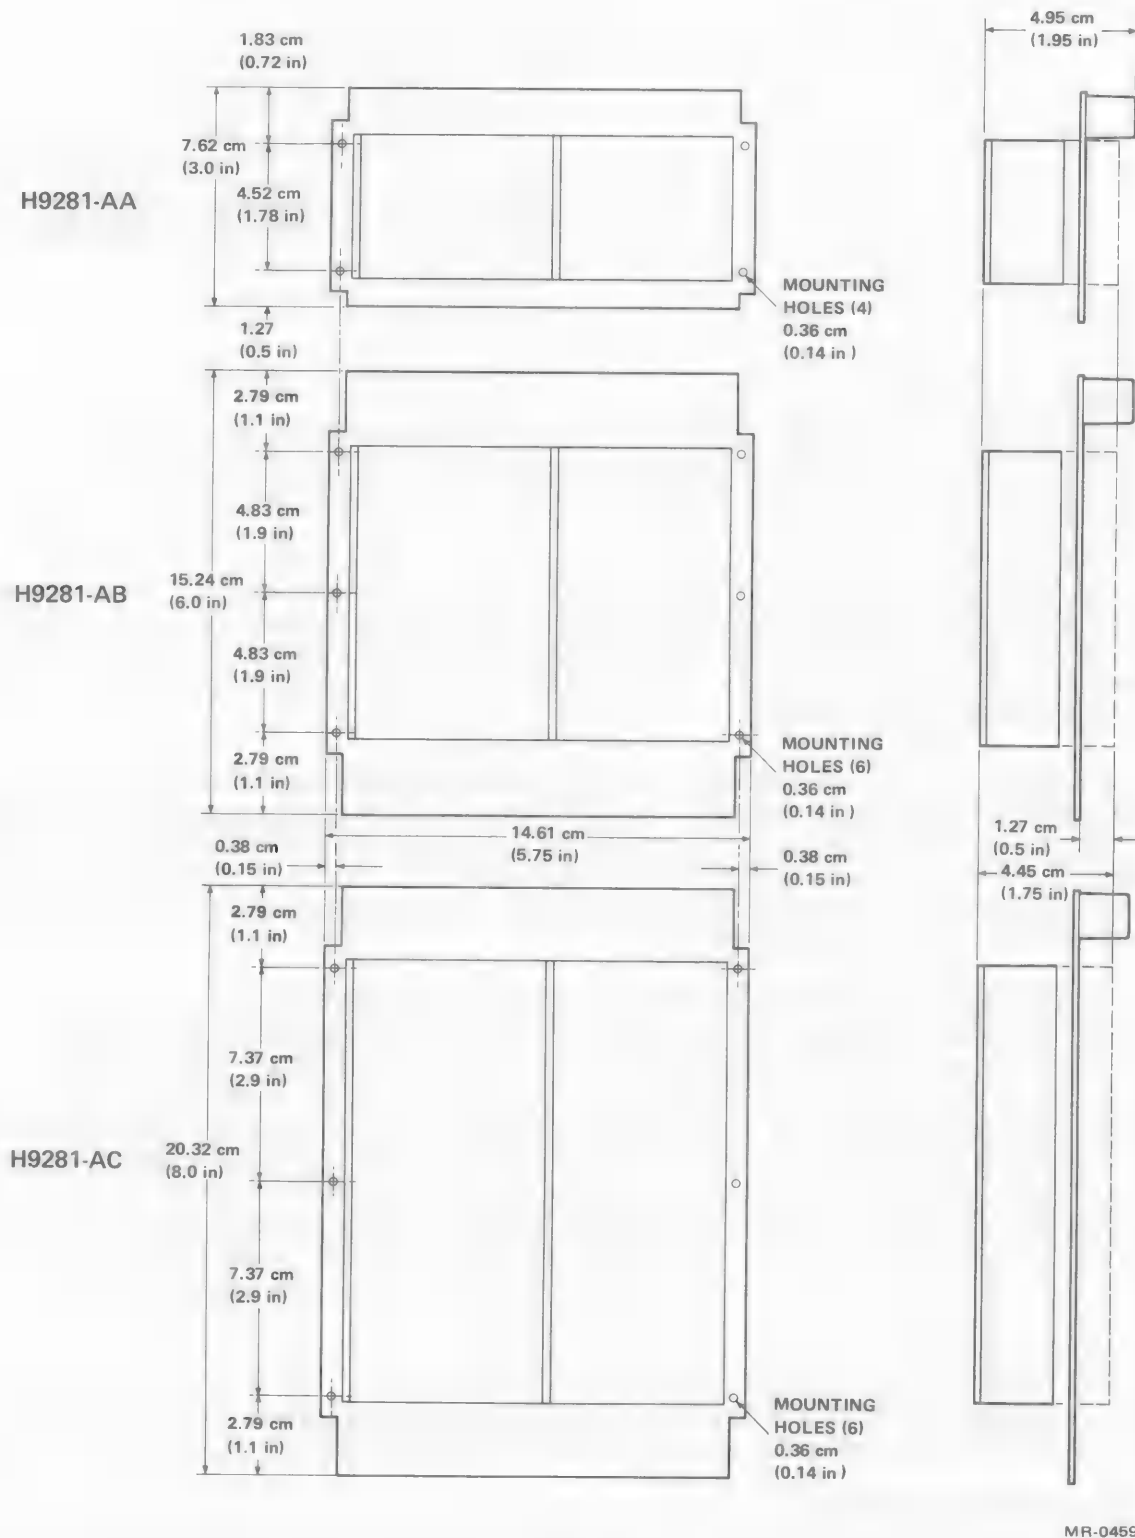 4.95 cm
(1.95 in)
1.83 cm
(0.72 in)
7.62 cm
(3.0 in)
4.52 cm
(1.78 in)
H9281-AA
MOUNTING
HOLES (4)
0.36 cm
(0.14 in )
1.27
(0.5 in)
2.79 cm
(1.1 in)
4.83 cm
(1.9 in)
H9281-AB
15.24 cm
(6.0 in)
4.83 cm
(1.9 in)
2.79 cm
(1.1 in)
MOUNTING
HOLES (6)
0.36 cm
(0.14 in )
14.61 cm
(5.75 in)
0.38 cm
(0.15 in)
0.38 cm
(0.15 in)
1.27 cm
(0.5 in)
4.45 cm
(1.75 in)
2.79 cm
(1.1 in)
7.37 cm
(2.9 in)
H9281-AC
20.32 cm
(8.0 in)
7.37 cm
(2.9 in)
2.79 cm
(1.1 in)
MOUNTING
HOLES (6)
0.36 cm
(0.14 in )
MR-0459